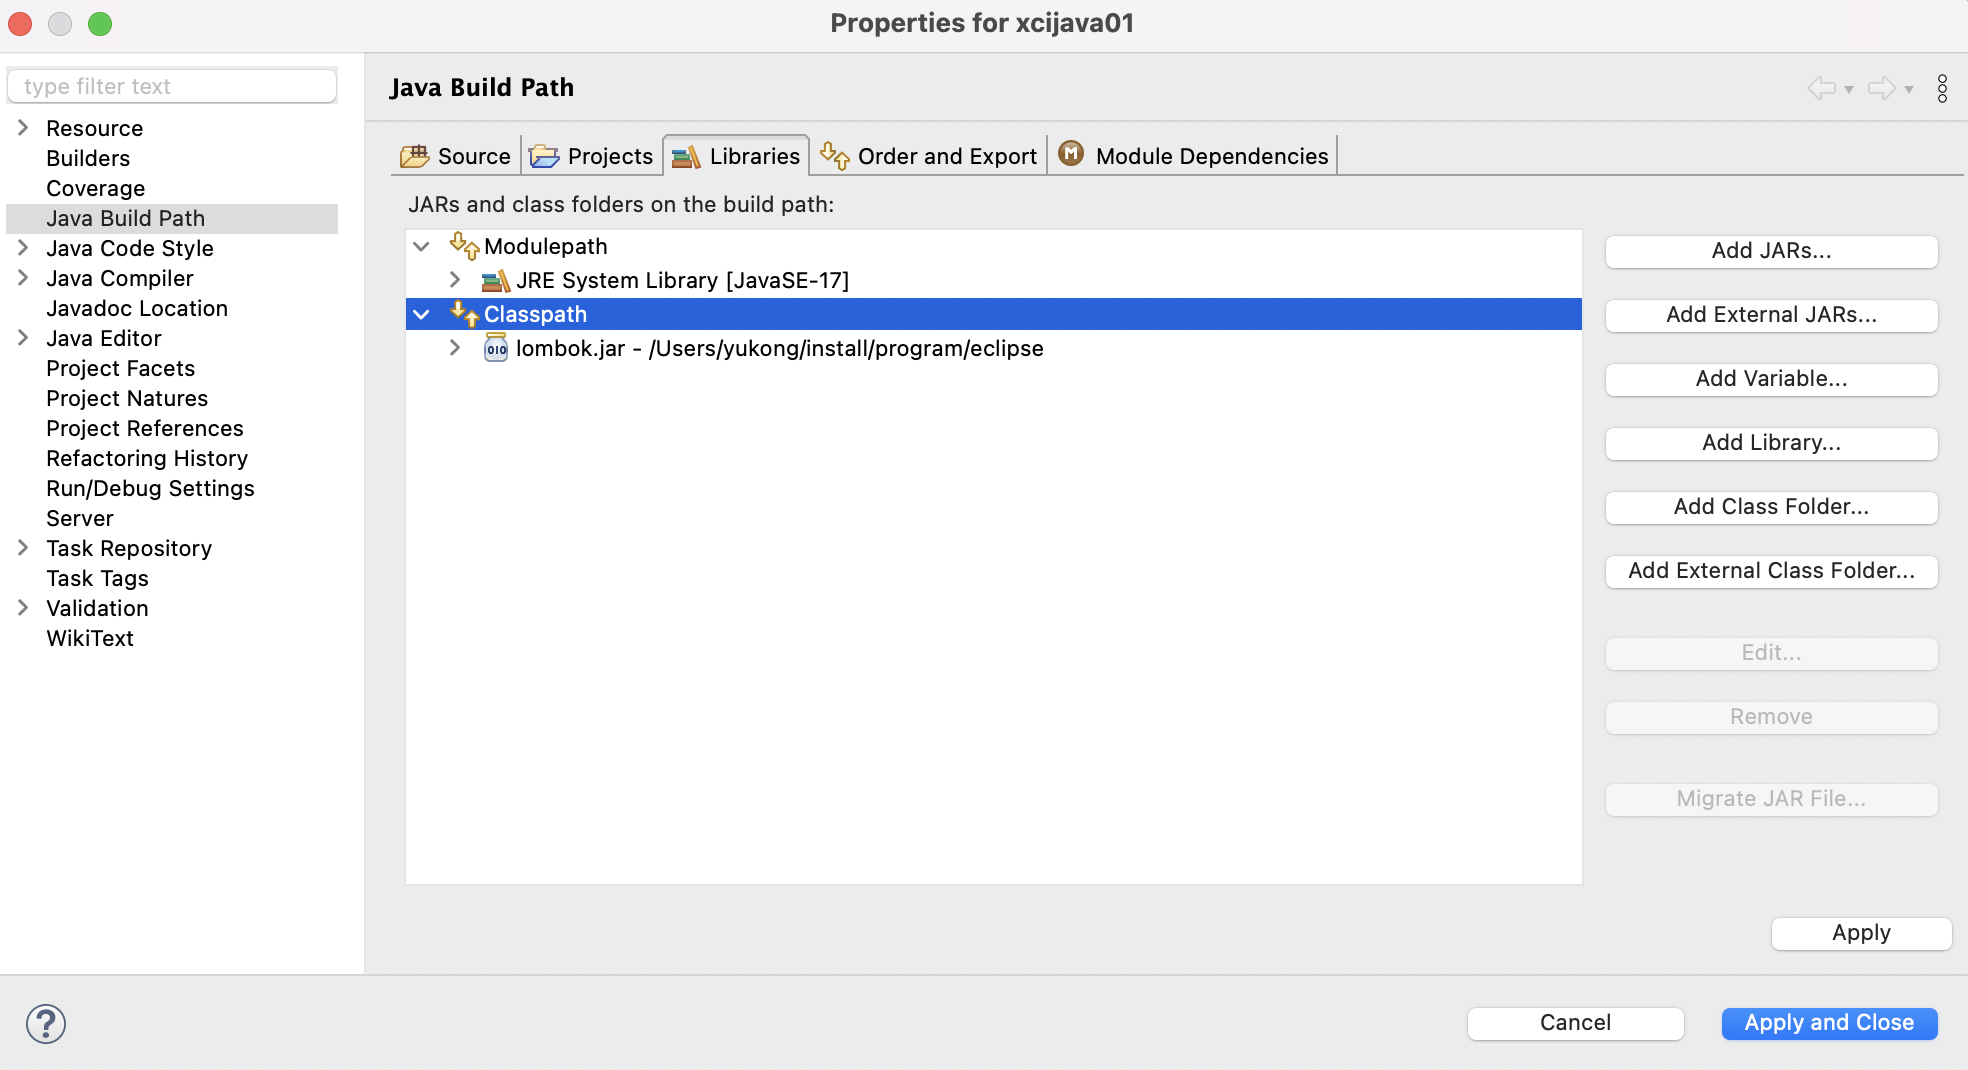 Properties for xcijava01
type filter text
Resource
Builders
Coverage
Java Build Path
Java Code Style
Java Compiler
Javadoc Location
Java Editor
Project Facets
Project Natures
Project References
Refactoring History
Run/Debug Settings
Server
Task Repository
Task Tags
Validation
WikiText
Java Build Path
Source Projects Libraries Order and Export M Module Dependencies
JARs and class folders on the build path:
Modulepath
JRE System Library [JavaSE-17]
Classpath
010 lombok.jar - /Users/yukong/install/program/eclipse
Add JARs...
Add External JARs...
Add Variable...
Add Library...
Add Class Folder...
Add External Class Folder...
Edit...
Remove
Migrate JAR File...
Apply
?
Cancel
Apply and Close